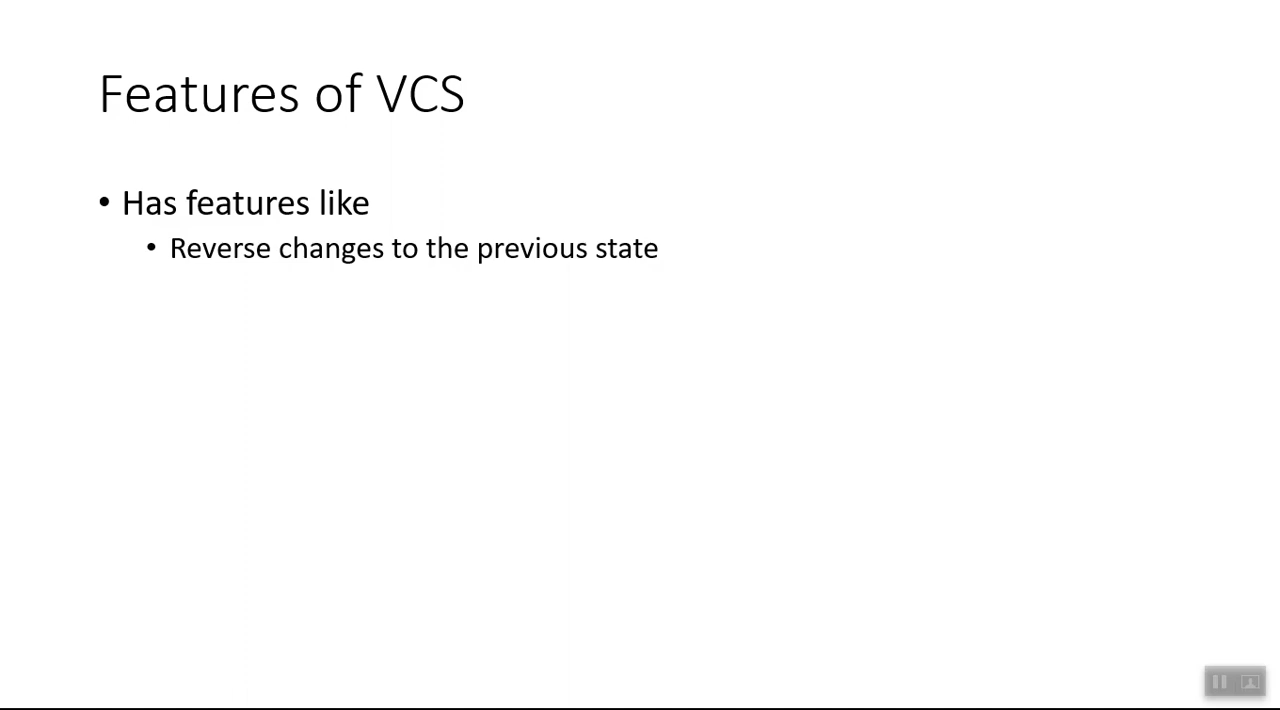 Features of VCS
• Has features like
• Reverse changes to the previous state